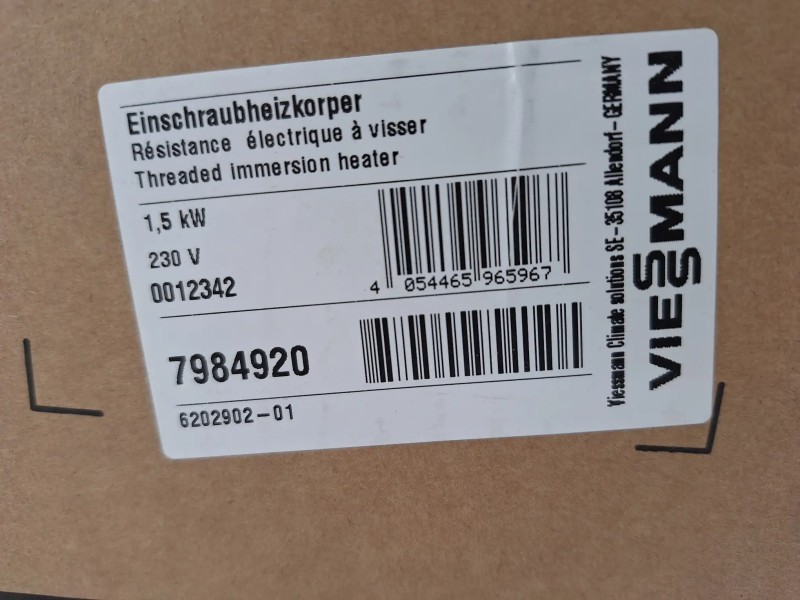 Einschraubheizkorper
Résistance électrique à visser
Threaded immersion heater
1,5 kW
230 V
0012342
4 054465 965967
7984920
6202902-01
Viessmann Climate solutions SE - 35108 Allendorf - GERMANY
VIESSMANN